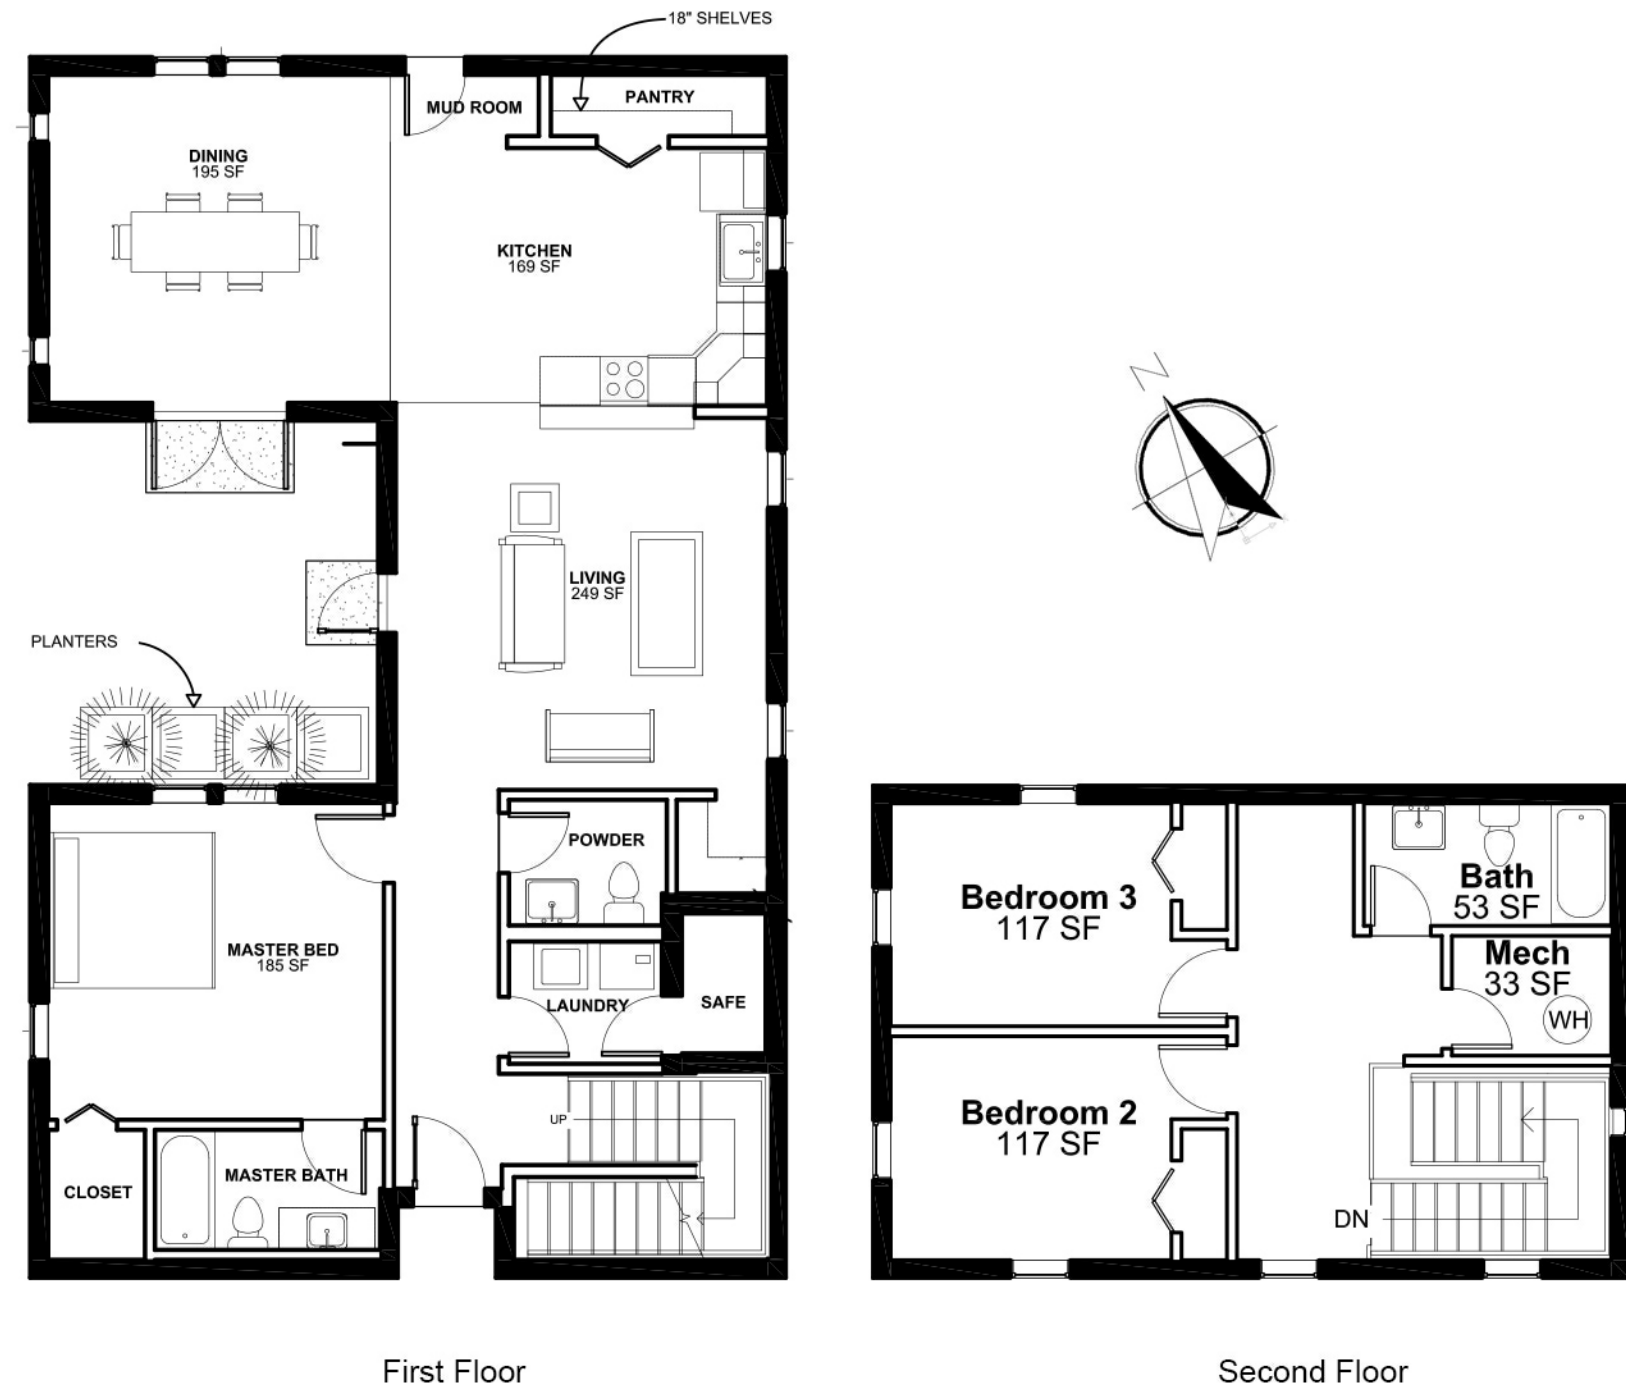 18" SHELVES
MUD ROOM
PANTRY
DINING
195 SF
KITCHEN
169 SF
N
LIVING
249 SF
PLANTERS
POWDER
MASTER BED
185 SF
LAUNDRY
SAFE
UP
MASTER BATH
CLOSET
Bedroom 3
117 SF
Bath
53 SF
Mech
33 SF
WH
Bedroom 2
117 SF
DN
First Floor
Second Floor